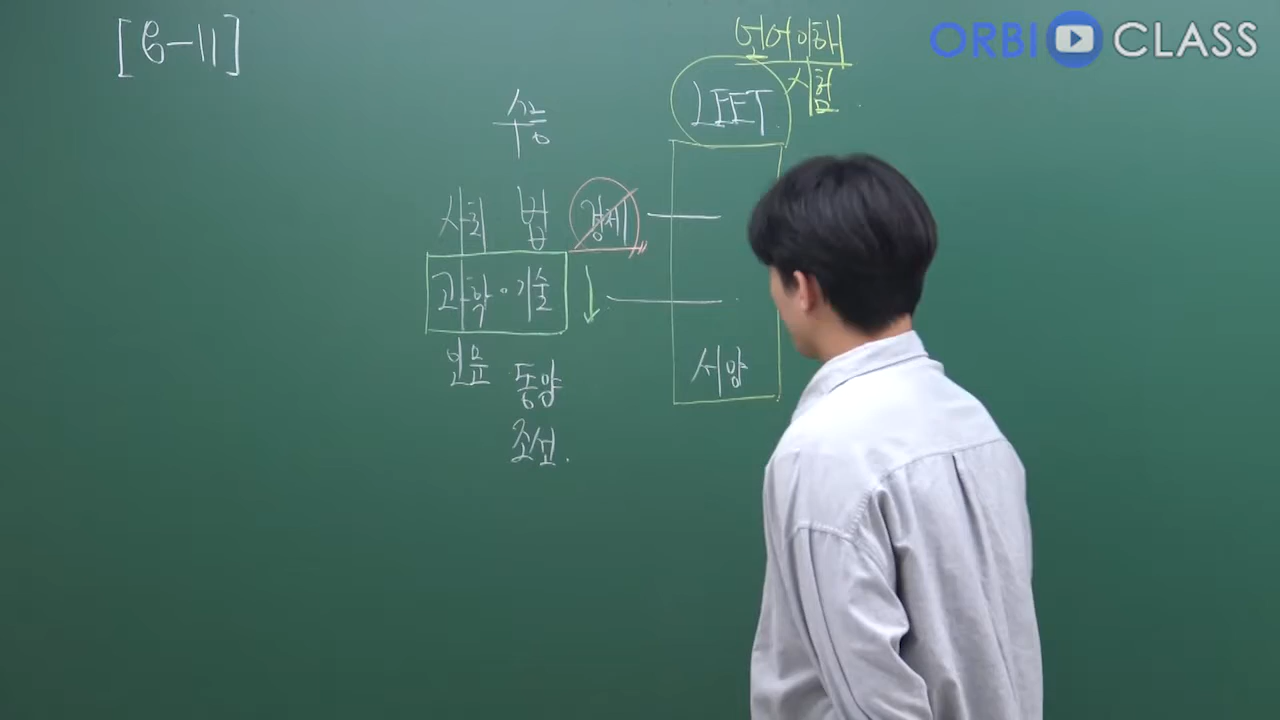 [6-11]
ORBI CLASS
언어이해
시험
LEET
수능
사회 법 경제
과학·기술
인문
동양
서양
조선.